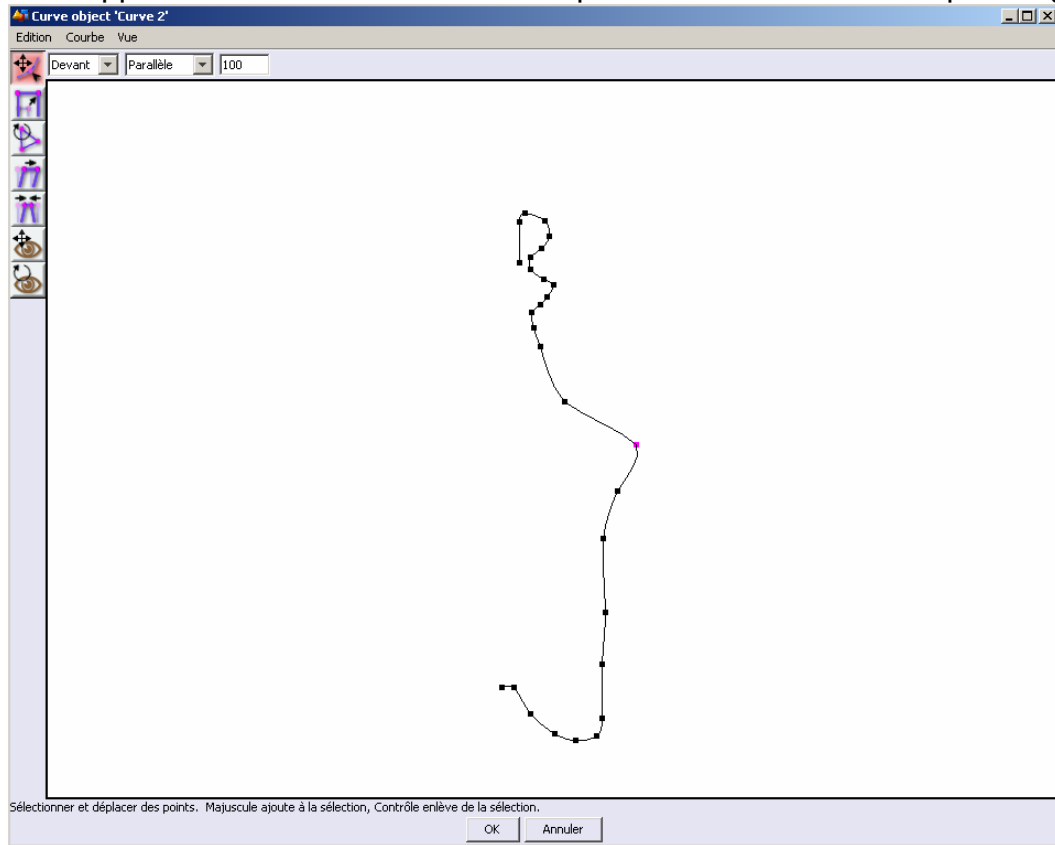 Curve object 'Curve 2'
Edition Courbe Vue
Devant Parallèle 100
Sélectionner et déplacer des points. Majuscule ajoute à la sélection, Contrôle enlève de la sélection.
OK Annuler